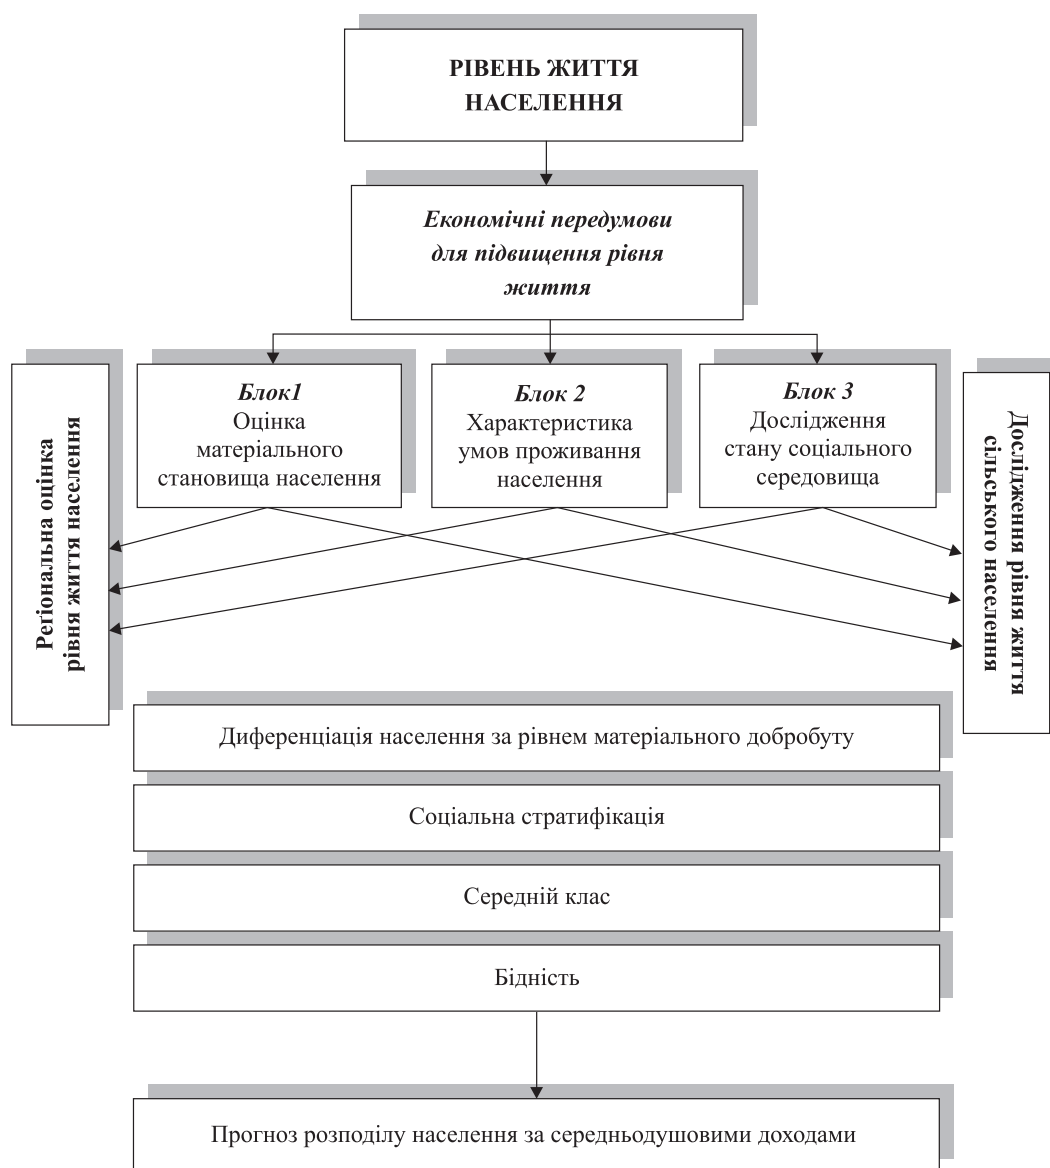 РІВЕНЬ ЖИТТЯ
НАСЕЛЕННЯ
Економічні передумови
для підвищення рівня
життя
Регіональна оцінка
рівня життя населення
Блок1
Оцінка
матеріального
становища населення
Блок 2
Характеристика
умов проживання
населення
Блок 3
Дослідження
стану соціального
середовища
Дослідження рівня життя
сільського населення
Диференціація населення за рівнем матеріального добробуту
Соціальна стратифікація
Середній клас
Бідність
Прогноз розподілу населення за середньодушовими доходами